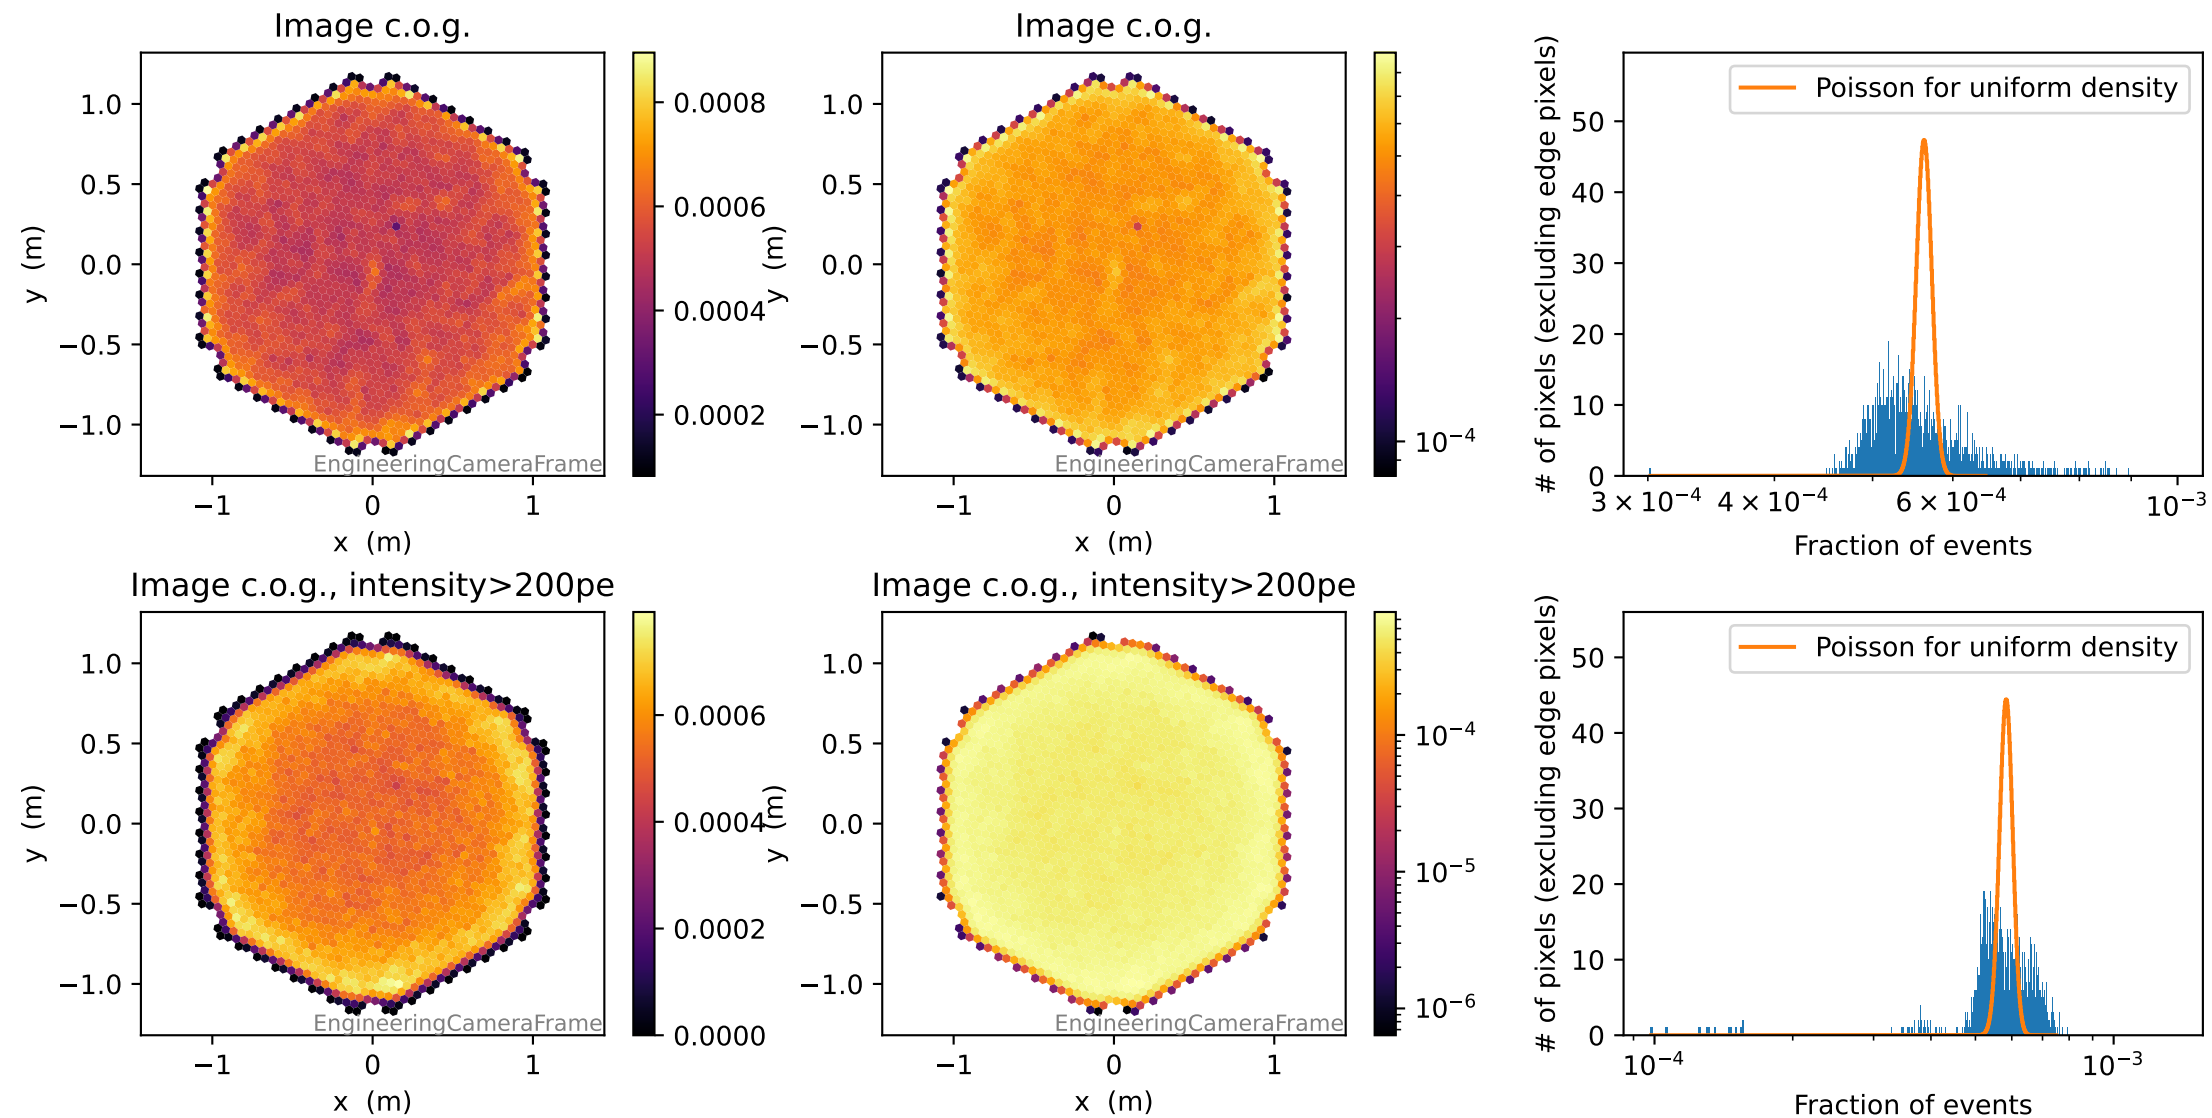 Image c.o.g.
1.0
0.5
0.0
−0.5
−1.0
y (m)
−1
0
1
x (m)
EngineeringCameraFrame
0.0008
0.0006
0.0004
0.0002
Image c.o.g.
1.0
0.5
0.0
−0.5
−1.0
y (m)
−1
0
1
x (m)
EngineeringCameraFrame
10⁻⁴
Poisson for uniform density
# of pixels (excluding edge pixels)
50
40
30
20
10
0
3 × 10⁻⁴
4 × 10⁻⁴
6 × 10⁻⁴
10⁻³
Fraction of events
Image c.o.g., intensity>200pe
1.0
0.5
0.0
−0.5
−1.0
y (m)
−1
0
1
x (m)
EngineeringCameraFrame
0.0006
0.0004
0.0002
0.0000
Image c.o.g., intensity>200pe
1.0
0.5
0.0
−0.5
−1.0
y (m)
−1
0
1
x (m)
EngineeringCameraFrame
10⁻⁴
10⁻⁵
10⁻⁶
Poisson for uniform density
# of pixels (excluding edge pixels)
50
40
30
20
10
0
10⁻⁴
10⁻³
Fraction of events